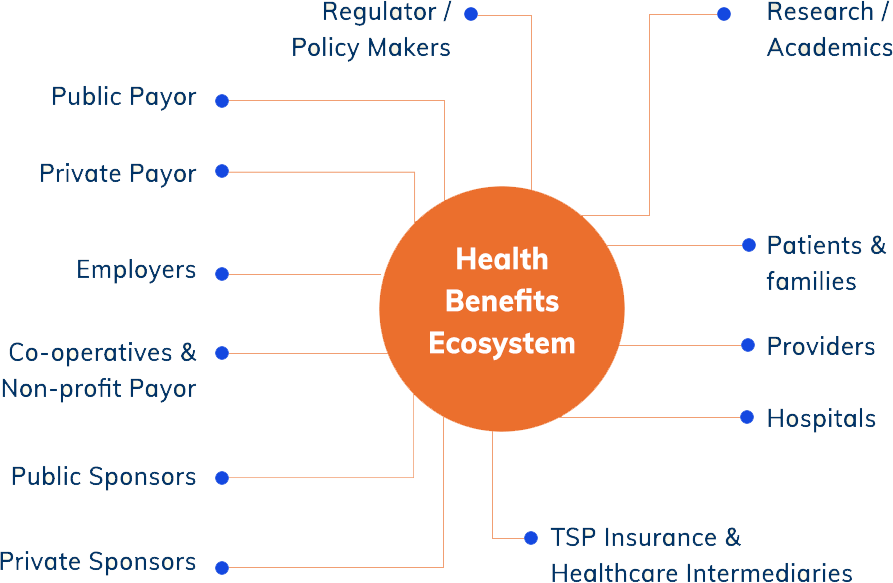 Regulator /
Policy Makers
Research /
Academics
Public Payor
Private Payor
Employers
Co-operatives &
Non-profit Payor
Public Sponsors
Private Sponsors
Health
Benefits
Ecosystem
Patients &
families
Providers
Hospitals
TSP Insurance &
Healthcare Intermediaries